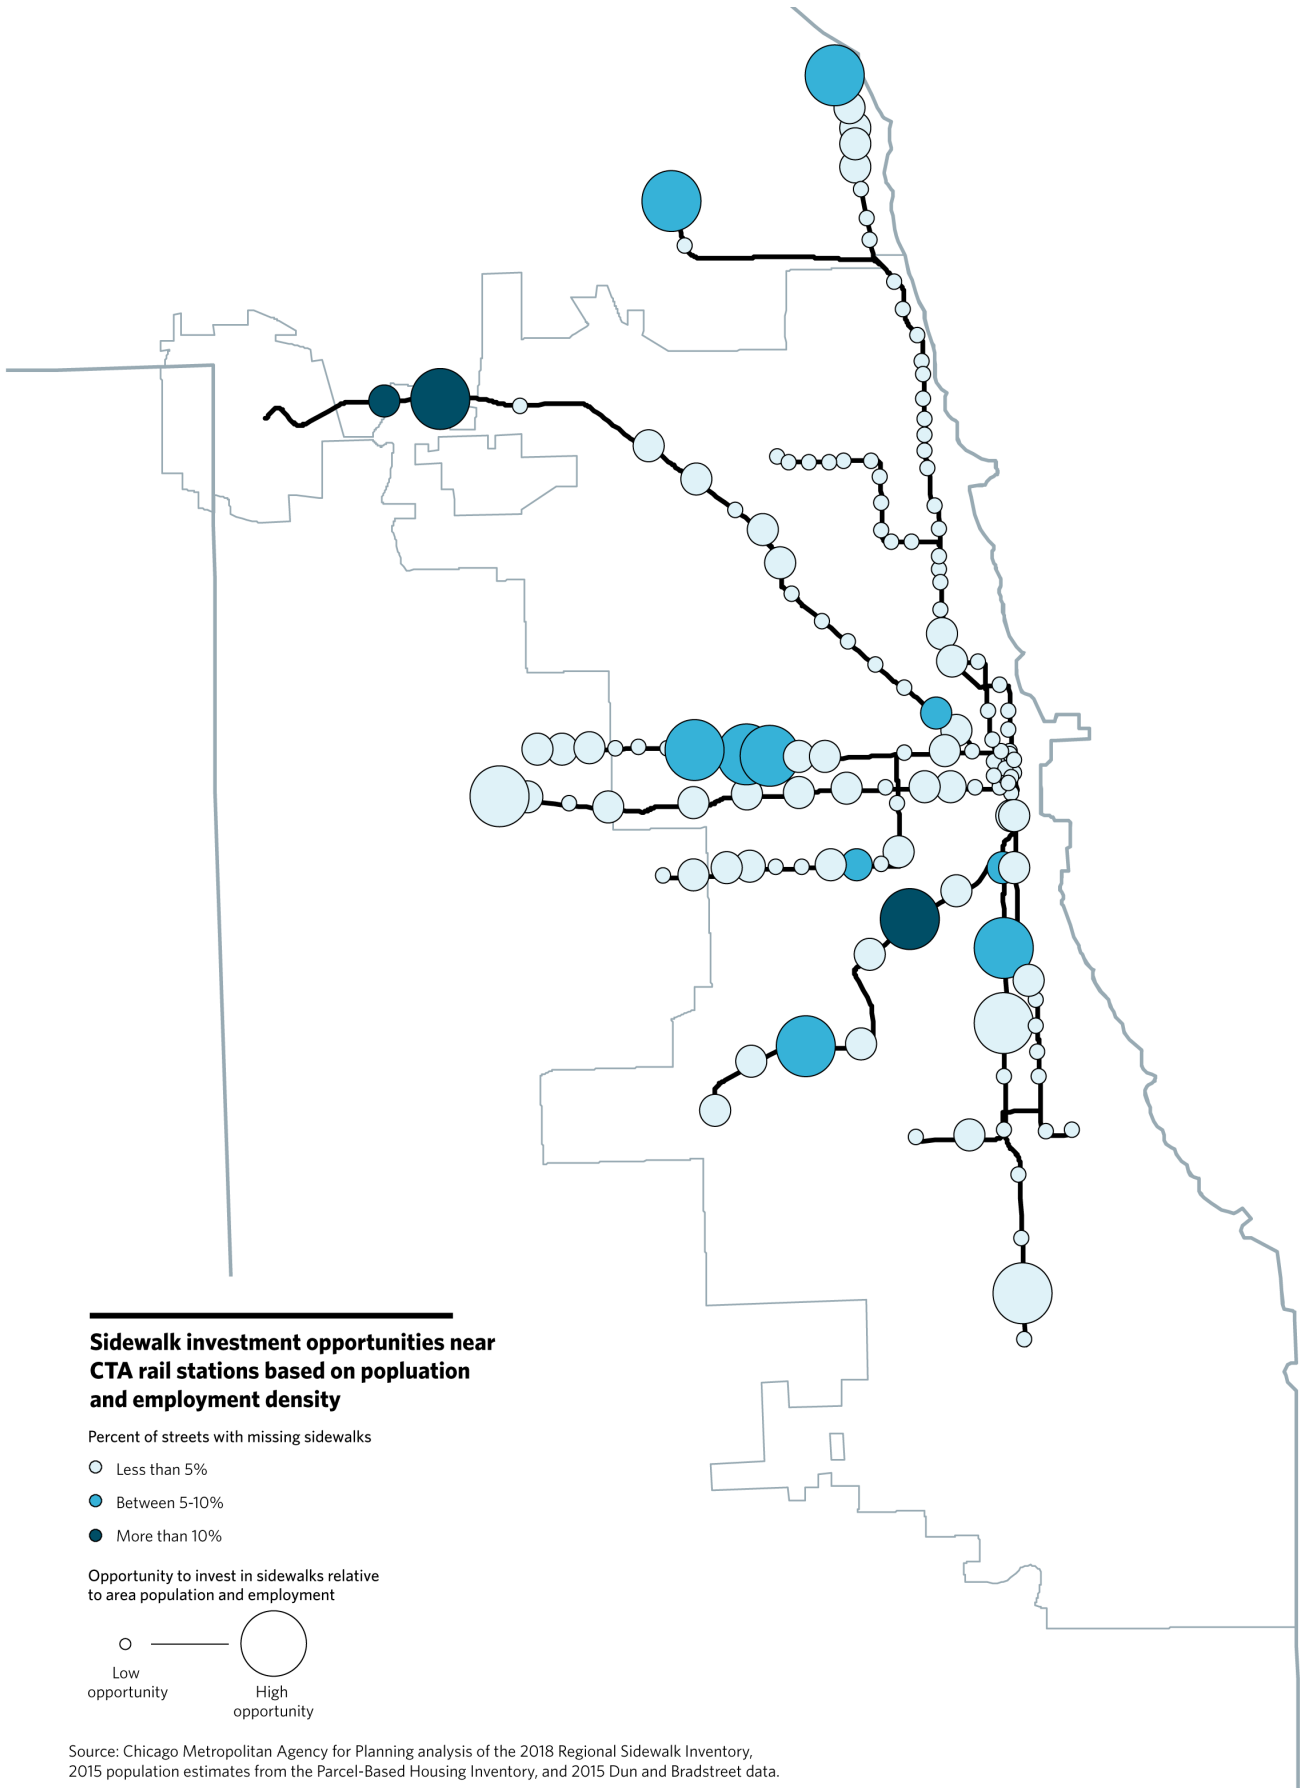 Sidewalk investment opportunities near
CTA rail stations based on popluation
and employment density
Percent of streets with missing sidewalks
Less than 5%
Between 5-10%
More than 10%
Opportunity to invest in sidewalks relative
to area population and employment
Low
opportunity
High
opportunity
Source: Chicago Metropolitan Agency for Planning analysis of the 2018 Regional Sidewalk Inventory,
2015 population estimates from the Parcel-Based Housing Inventory, and 2015 Dun and Bradstreet data.